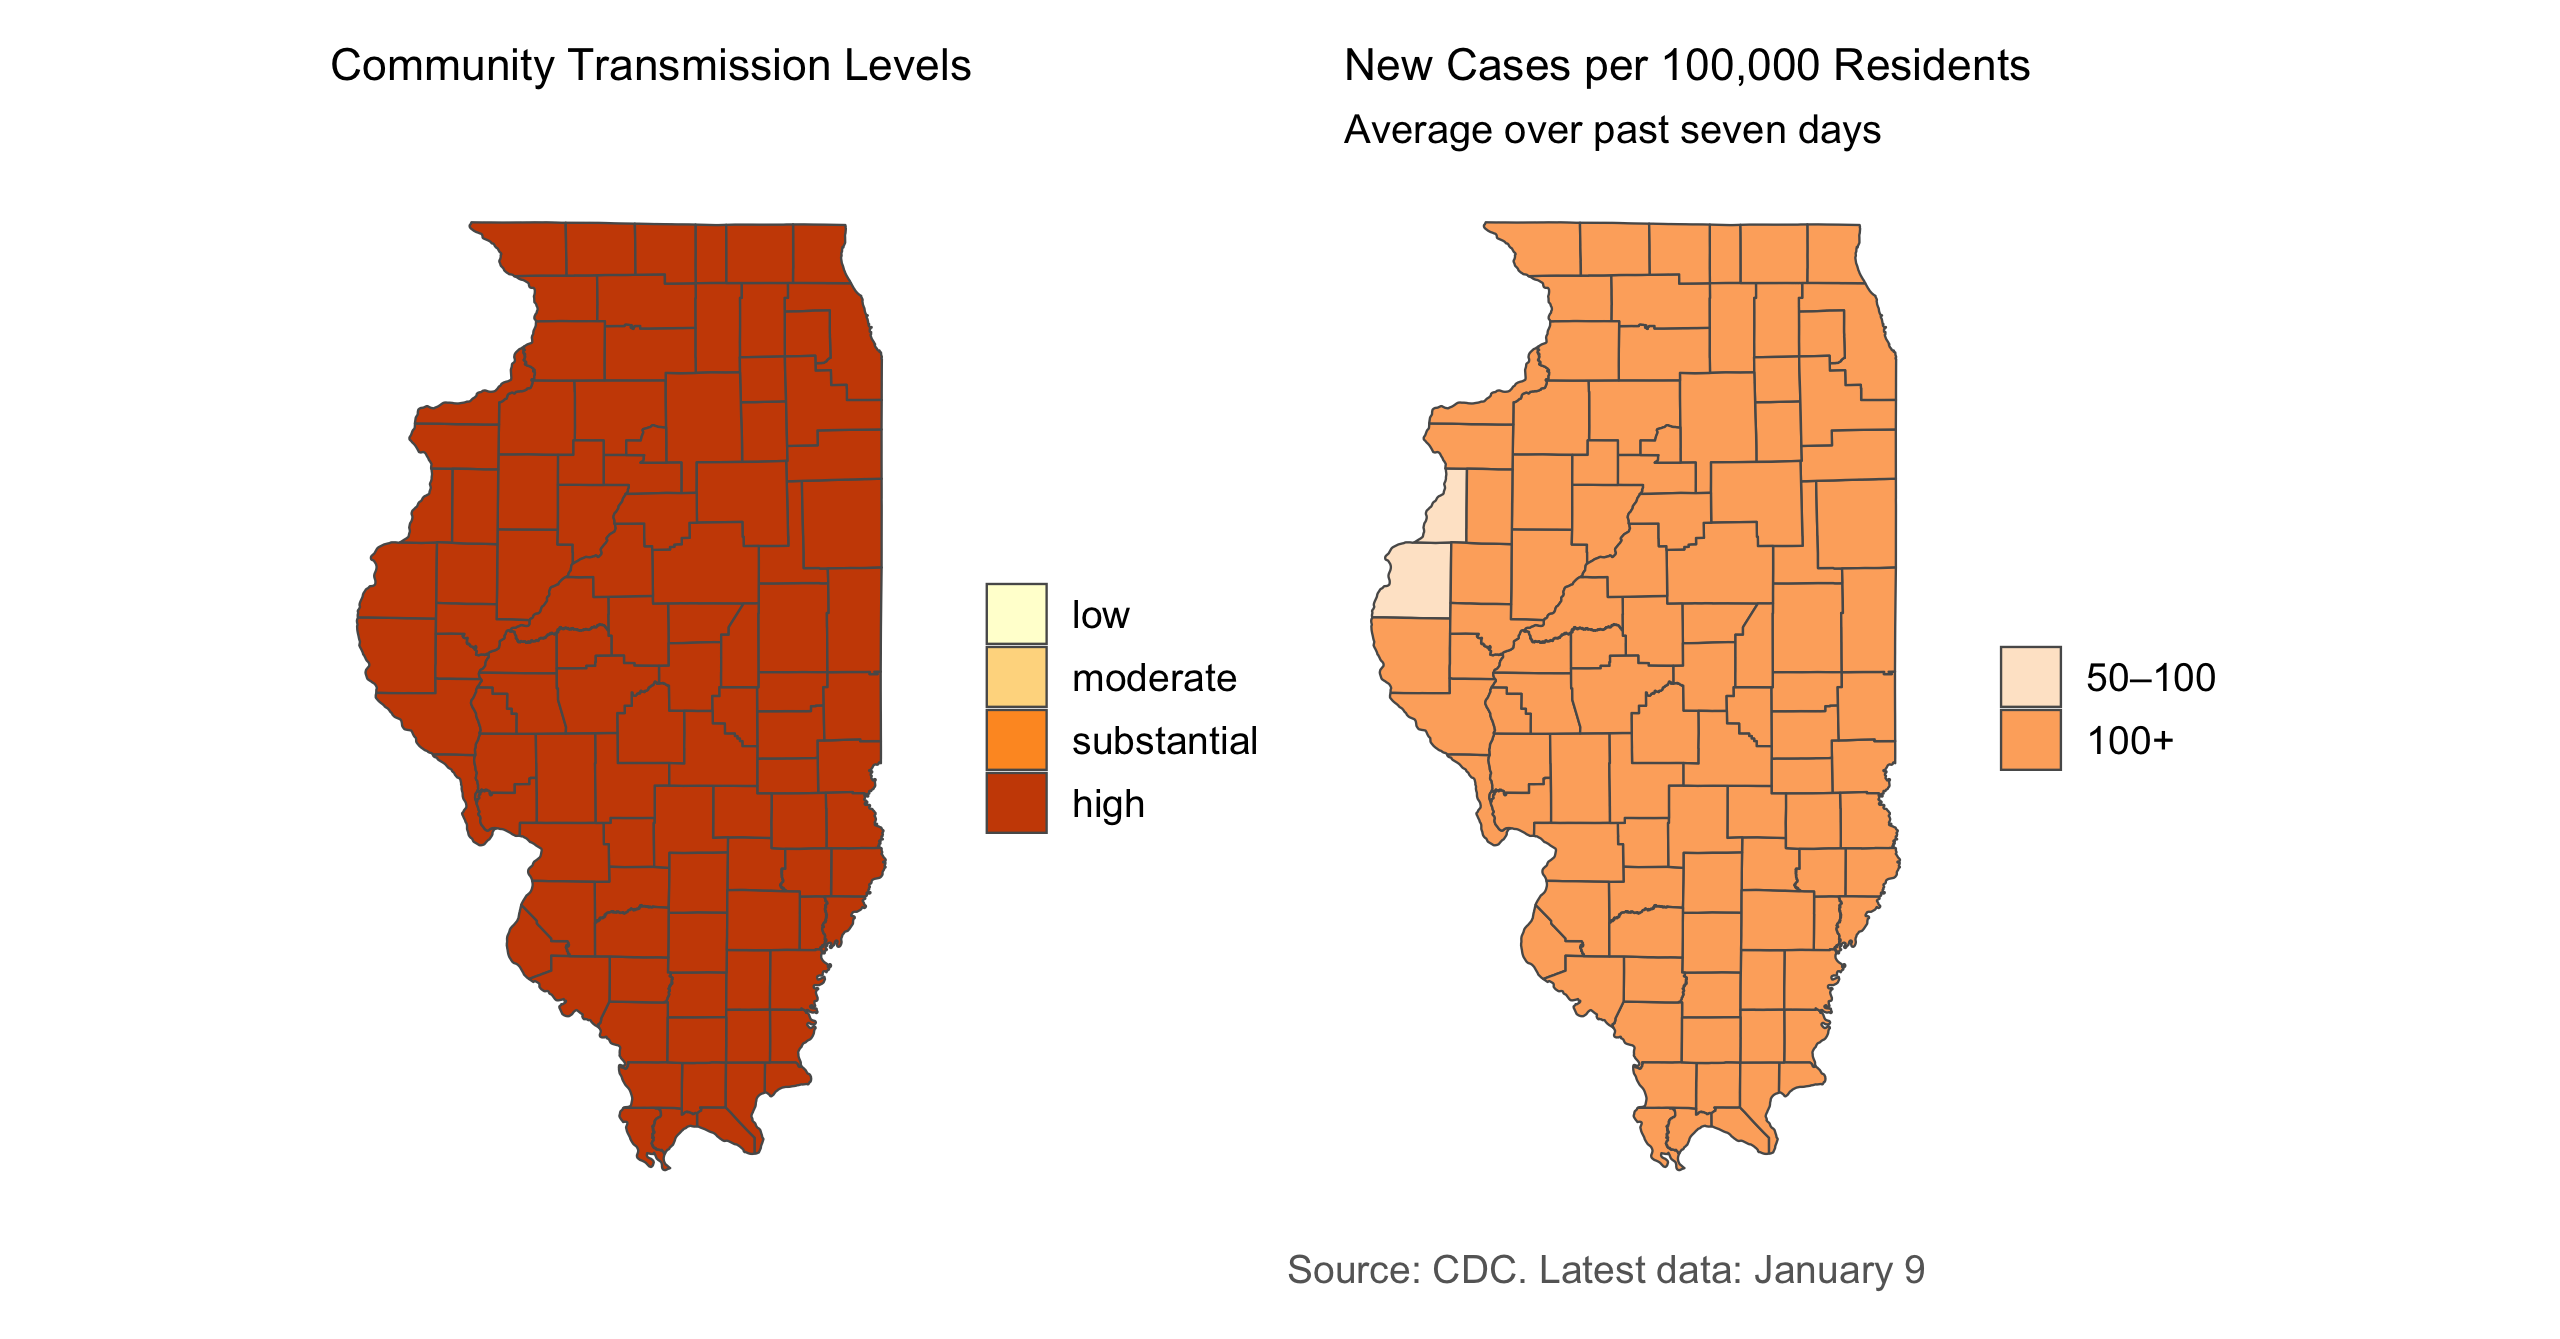 Community Transmission Levels
New Cases per 100,000 Residents
Average over past seven days
low
moderate
substantial
high
50–100
100+
Source: CDC. Latest data: January 9